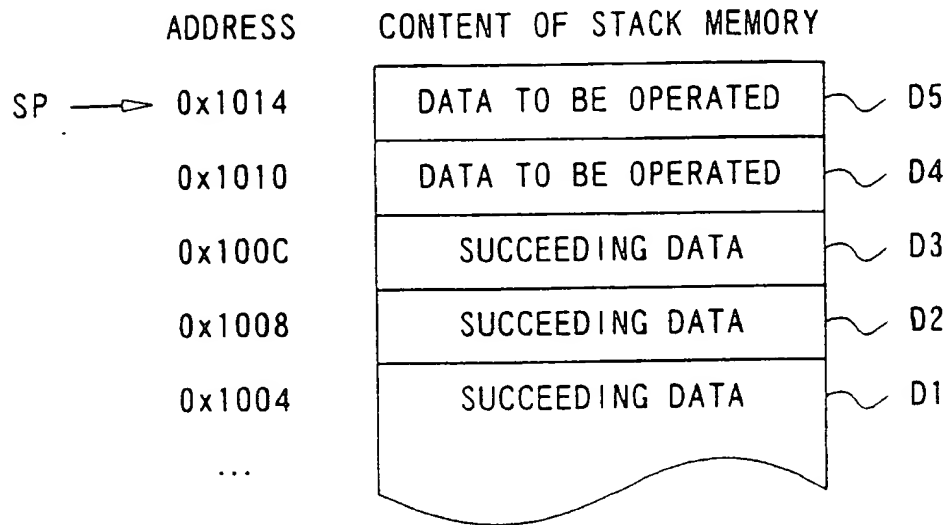 ADDRESS CONTENT OF STACK MEMORY
SP 0x1014 DATA TO BE OPERATED D5
0x1010 DATA TO BE OPERATED D4
0x100C SUCCEEDING DATA D3
0x1008 SUCCEEDING DATA D2
0x1004 SUCCEEDING DATA D1
...